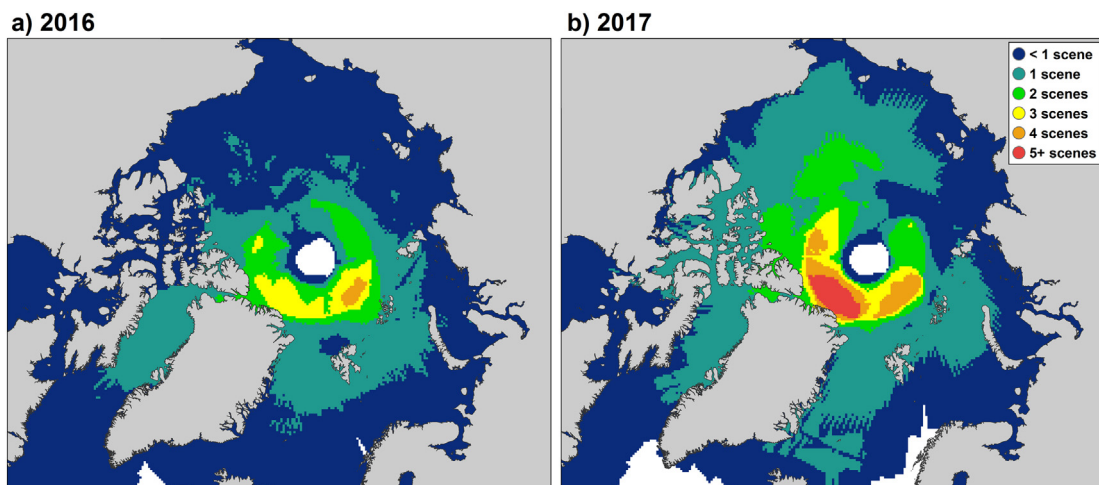 a) 2016
b) 2017
< 1 scene
1 scene
2 scenes
3 scenes
4 scenes
5+ scenes